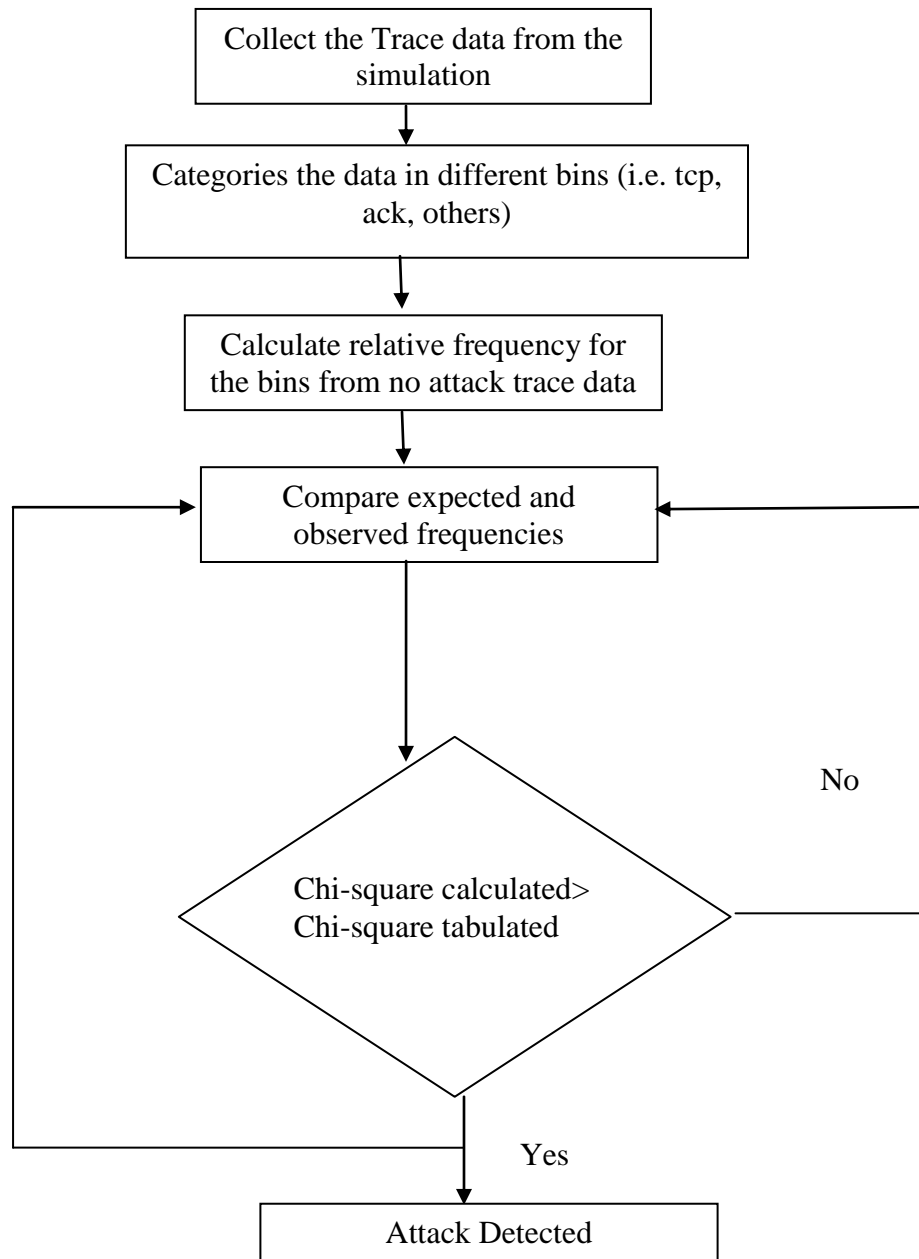 Collect the Trace data from the
simulation
Categories the data in different bins (i.e. tcp,
ack, others)
Calculate relative frequency for
the bins from no attack trace data
Compare expected and
observed frequencies
No
Chi-square calculated>
Chi-square tabulated
Yes
Attack Detected